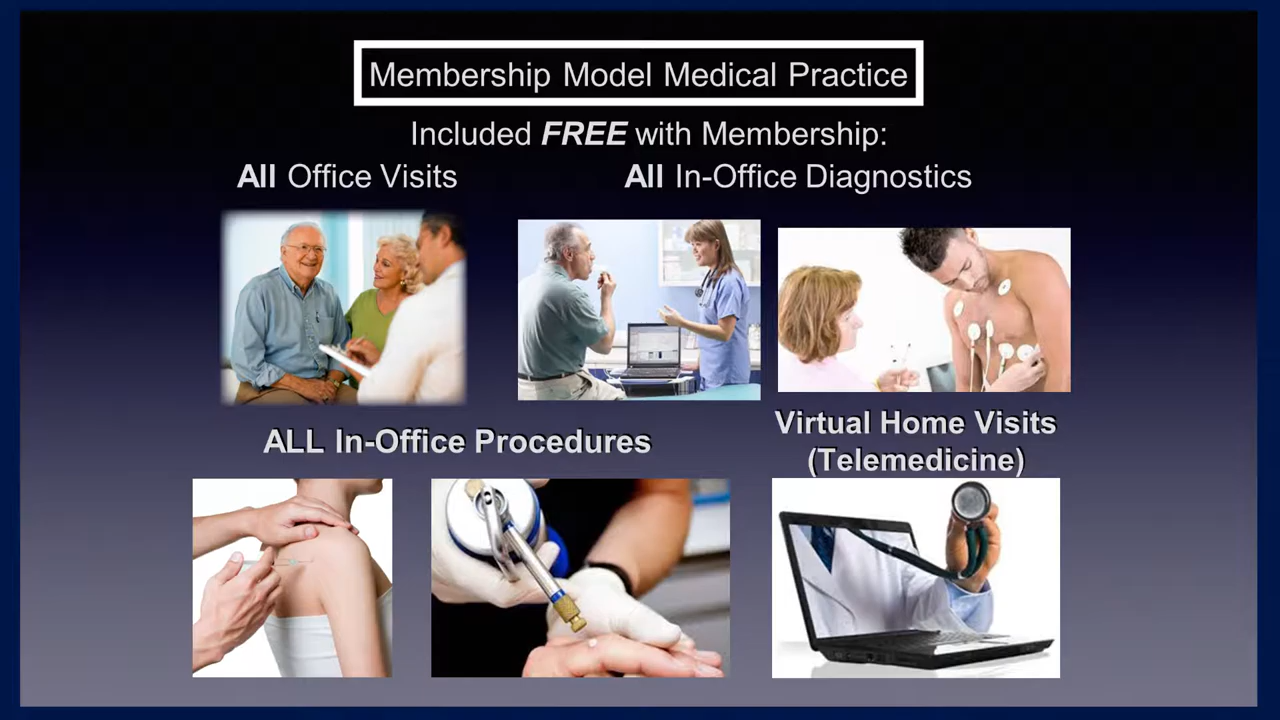 Membership Model Medical Practice
Included FREE with Membership:
All Office Visits
All In-Office Diagnostics
ALL In-Office Procedures
Virtual Home Visits
(Telemedicine)